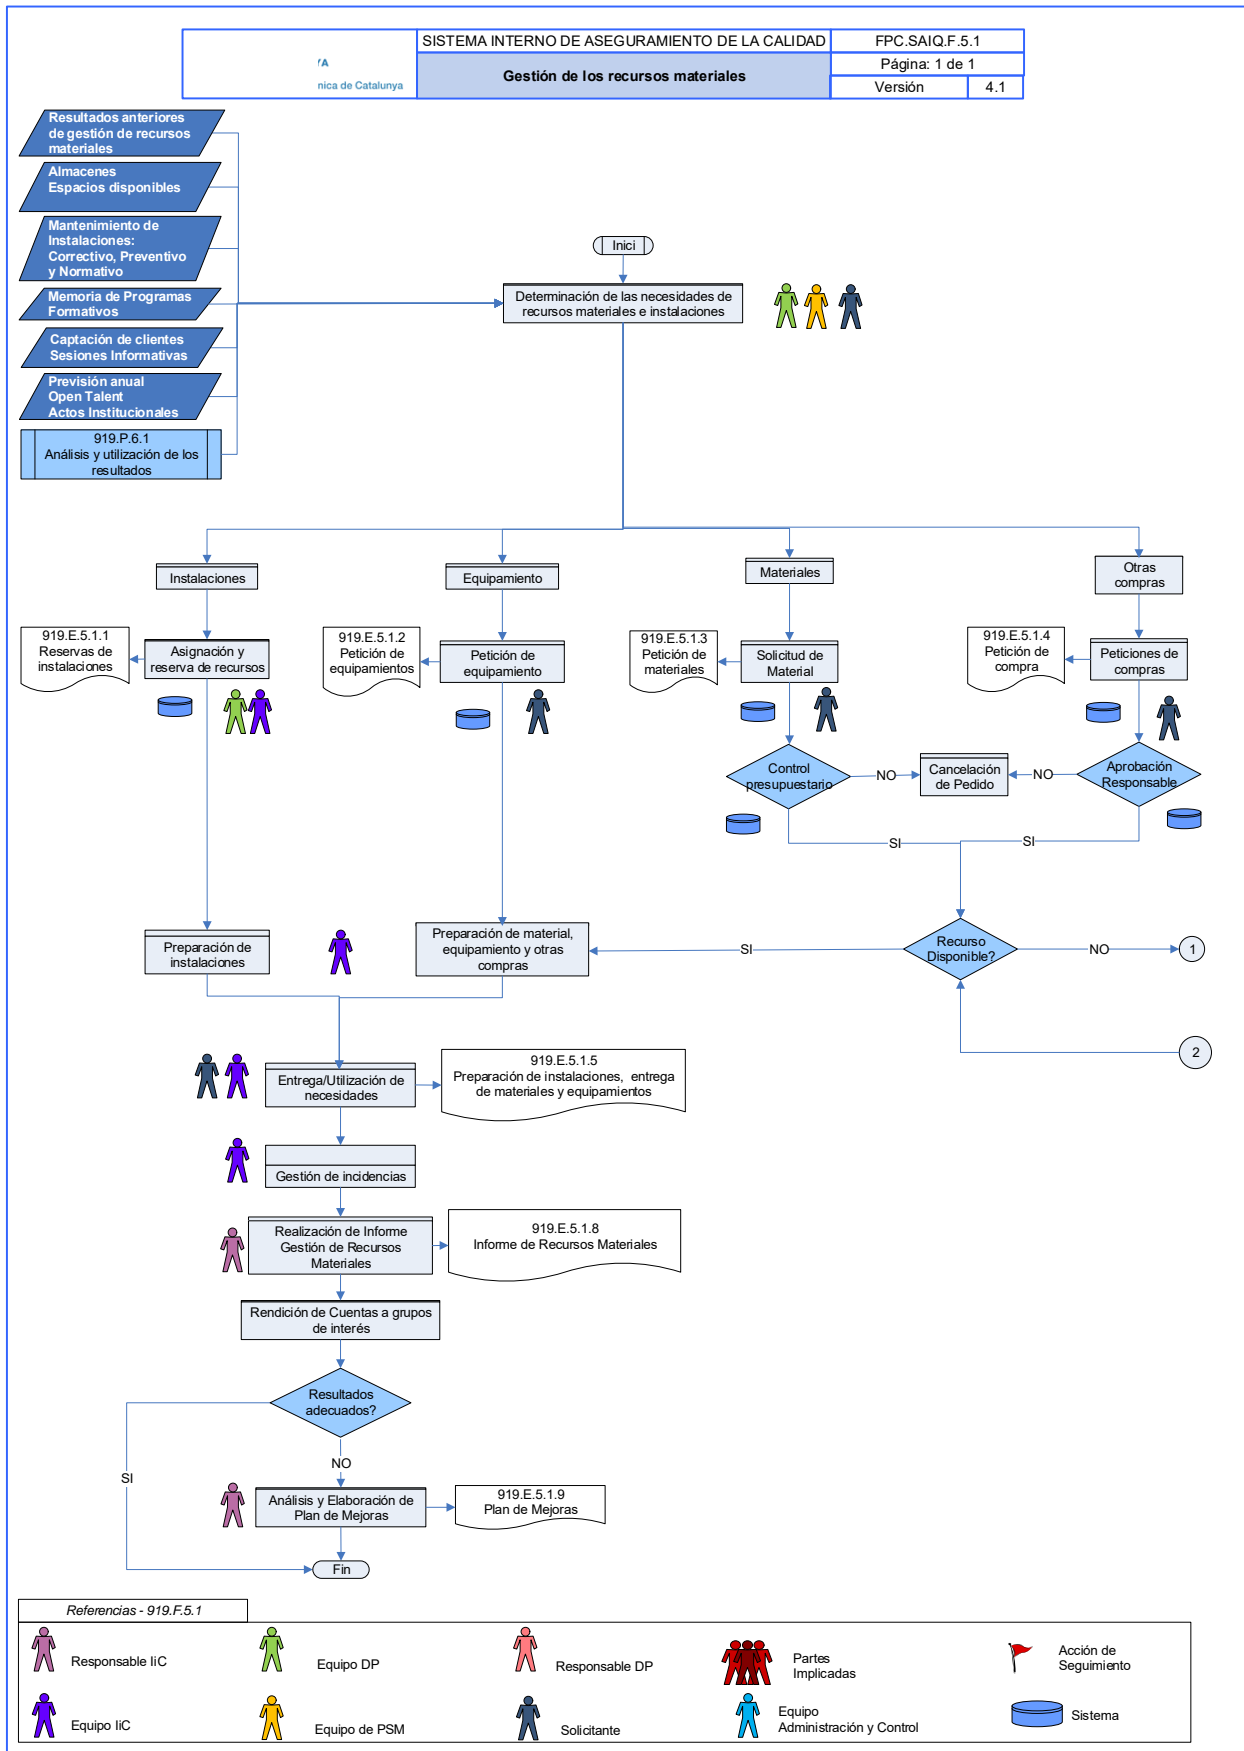 SISTEMA INTERNO DE ASEGURAMIENTO DE LA CALIDAD
FPC.SAIQ.F.5.1
YA
nica de Catalunya
Gestión de los recursos materiales
Página: 1 de 1
Versión
4.1
Resultados anteriores
de gestión de recursos
materiales
Almacenes
Espacios disponibles
Mantenimiento de
Instalaciones:
Correctivo, Preventivo
y Normativo
Memoria de Programas
Formativos
Captación de clientes
Sesiones Informativas
Previsión anual
Open Talent
Actos Institucionales
919.P.6.1
Análisis y utilización de los
resultados
Inici
Determinación de las necesidades de
recursos materiales e instalaciones
Instalaciones
Equipamiento
Materiales
Otras
compras
919.E.5.1.1
Reservas de
instalaciones
Asignación y
reserva de recursos
919.E.5.1.2
Petición de
equipamientos
Petición de
equipamiento
919.E.5.1.3
Petición de
materiales
Solicitud de
Material
919.E.5.1.4
Petición de
compra
Peticiones de
compras
Control
presupuestario
NO
Cancelación
de Pedido
NO
Aprobación
Responsable
SI
SI
Preparación de
instalaciones
Preparación de material,
equipamiento y otras
compras
SI
Recurso
Disponible?
NO
1
2
Entrega/Utilización de
necesidades
919.E.5.1.5
Preparación de instalaciones, entrega
de materiales y equipamientos
Gestión de incidencias
Realización de Informe
Gestión de Recursos
Materiales
919.E.5.1.8
Informe de Recursos Materiales
Rendición de Cuentas a grupos
de interés
Resultados
adecuados?
SI
NO
Análisis y Elaboración de
Plan de Mejoras
919.E.5.1.9
Plan de Mejoras
Fin
Referencias - 919.F.5.1
Responsable IiC
Equipo DP
Responsable DP
Partes
Implicadas
Acción de
Seguimiento
Equipo IiC
Equipo de PSM
Solicitante
Equipo
Administración y Control
Sistema